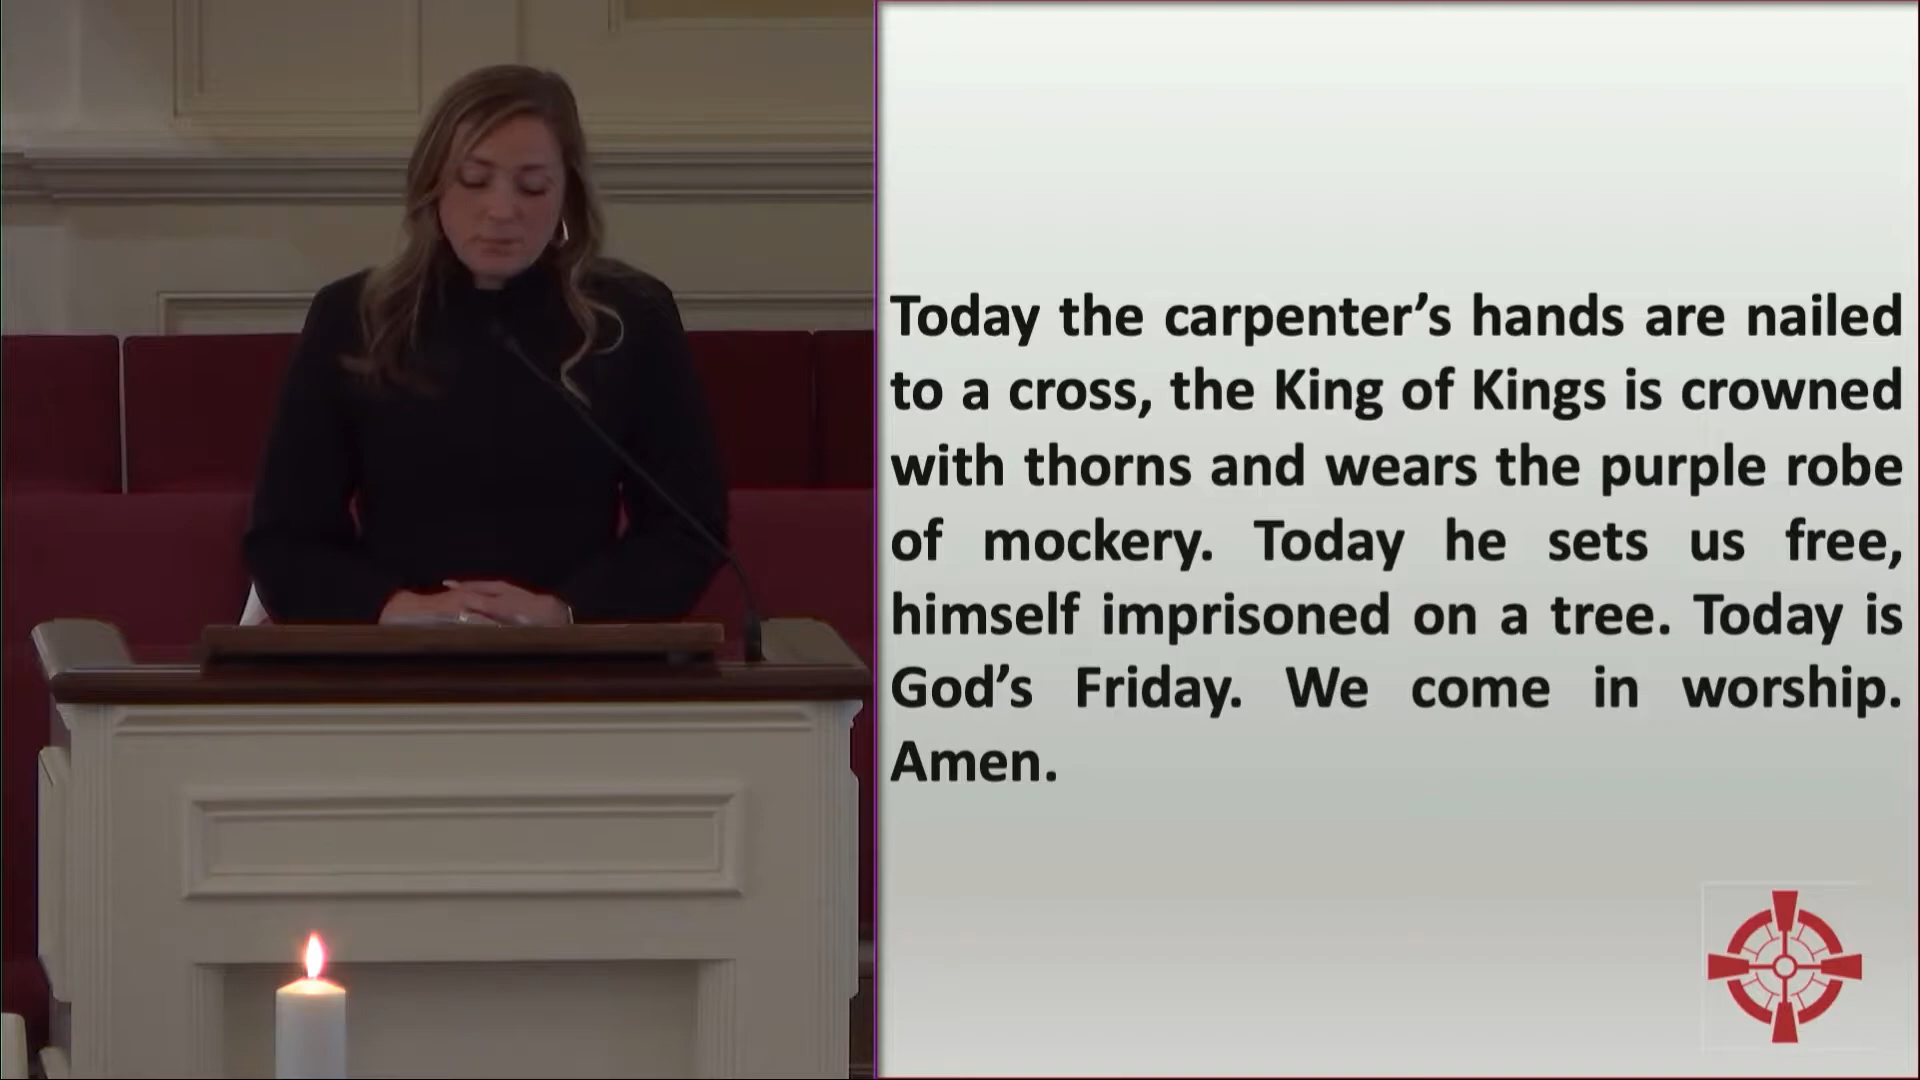 Today the carpenter’s hands are nailed
to a cross, the King of Kings is crowned
with thorns and wears the purple robe
of mockery. Today he sets us free,
himself imprisoned on a tree. Today is
God’s Friday. We come in worship.
Amen.